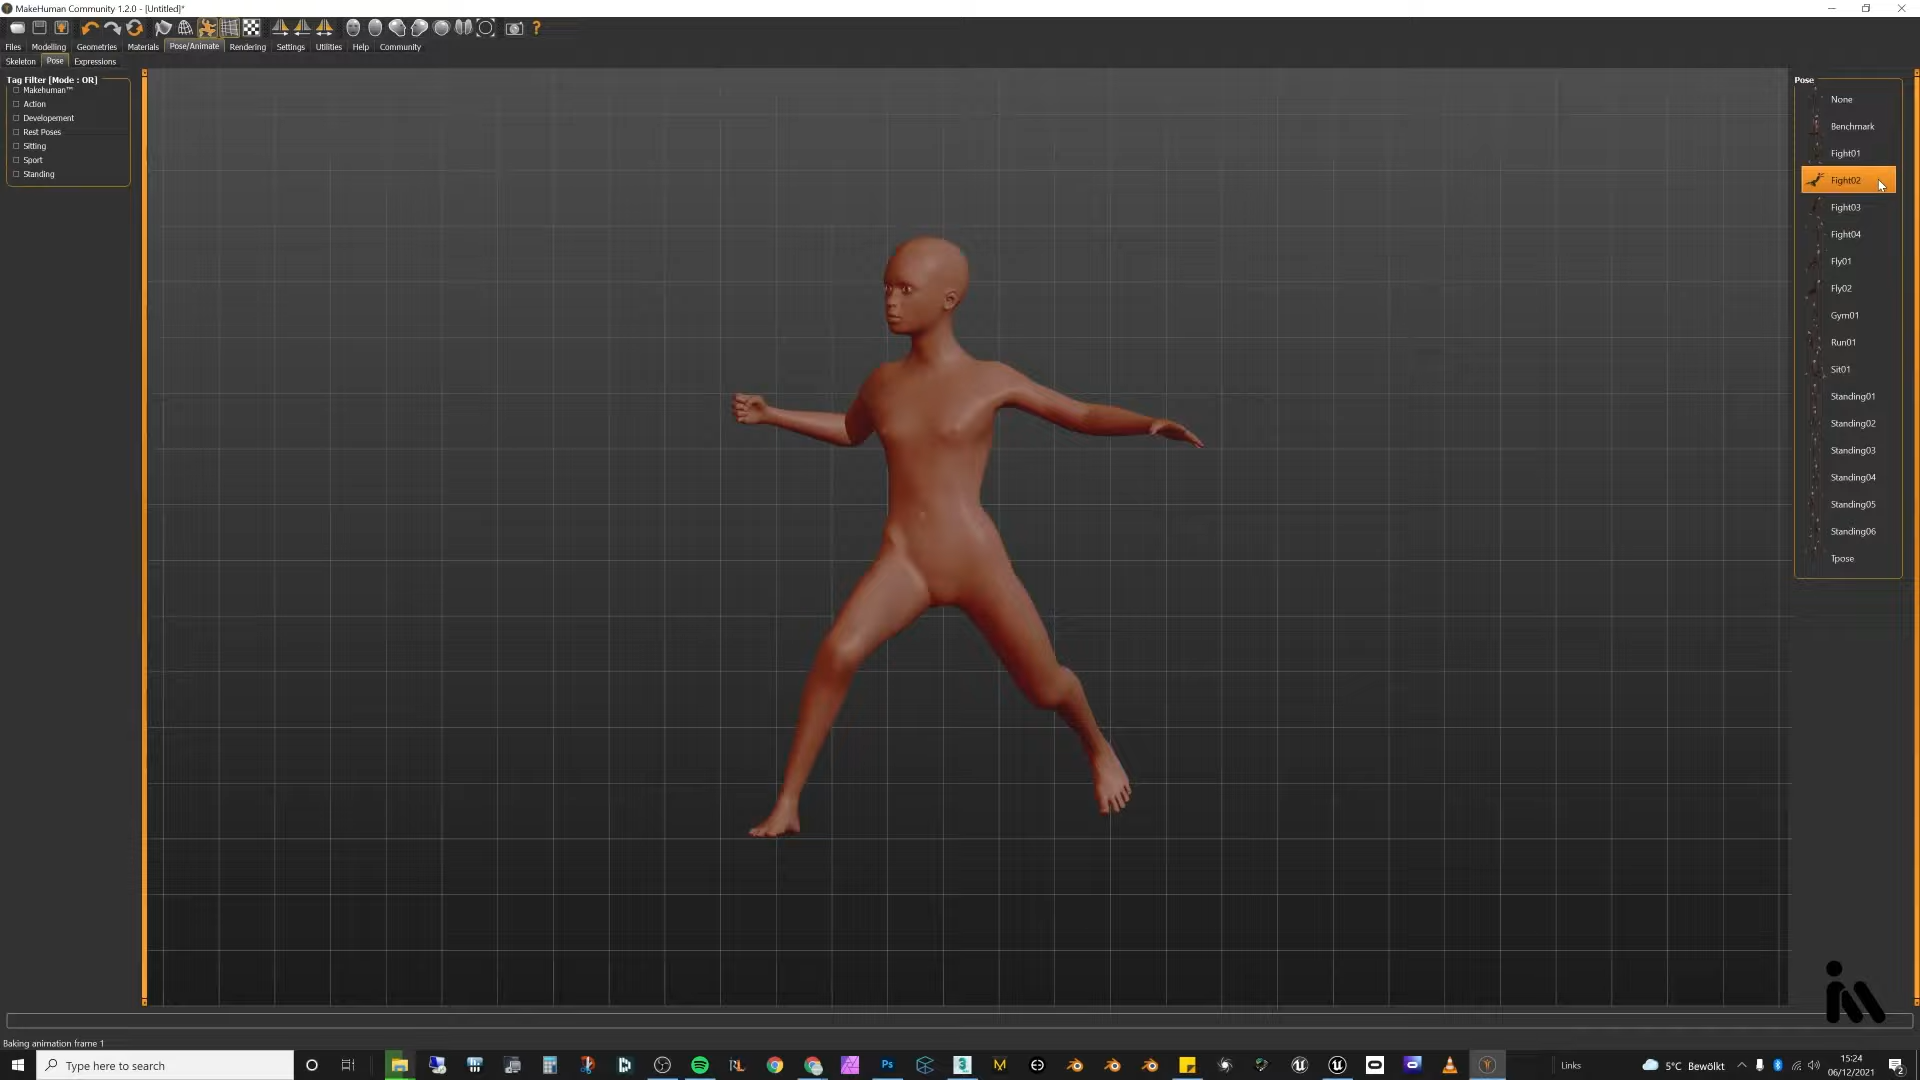 MakeHuman Community 1.2.0 - [Untitled]*
Files Modelling Geometries Materials Pose/Animate Rendering Settings Utilities Help Community
Skeleton Pose Expressions
Tag Filter [Mode : OR]
Makehuman™
Action
Developement
Rest Poses
Sitting
Sport
Standing
Pose
None
Benchmark
Fight01
Fight02
Fight03
Fight04
Fly01
Fly02
Gym01
Run01
Sit01
Standing01
Standing02
Standing03
Standing04
Standing05
Standing06
Tpose
Baking animation frame 1
Type here to search
Ps
Links
5°C Bewölkt
15:24
06/12/2021
2